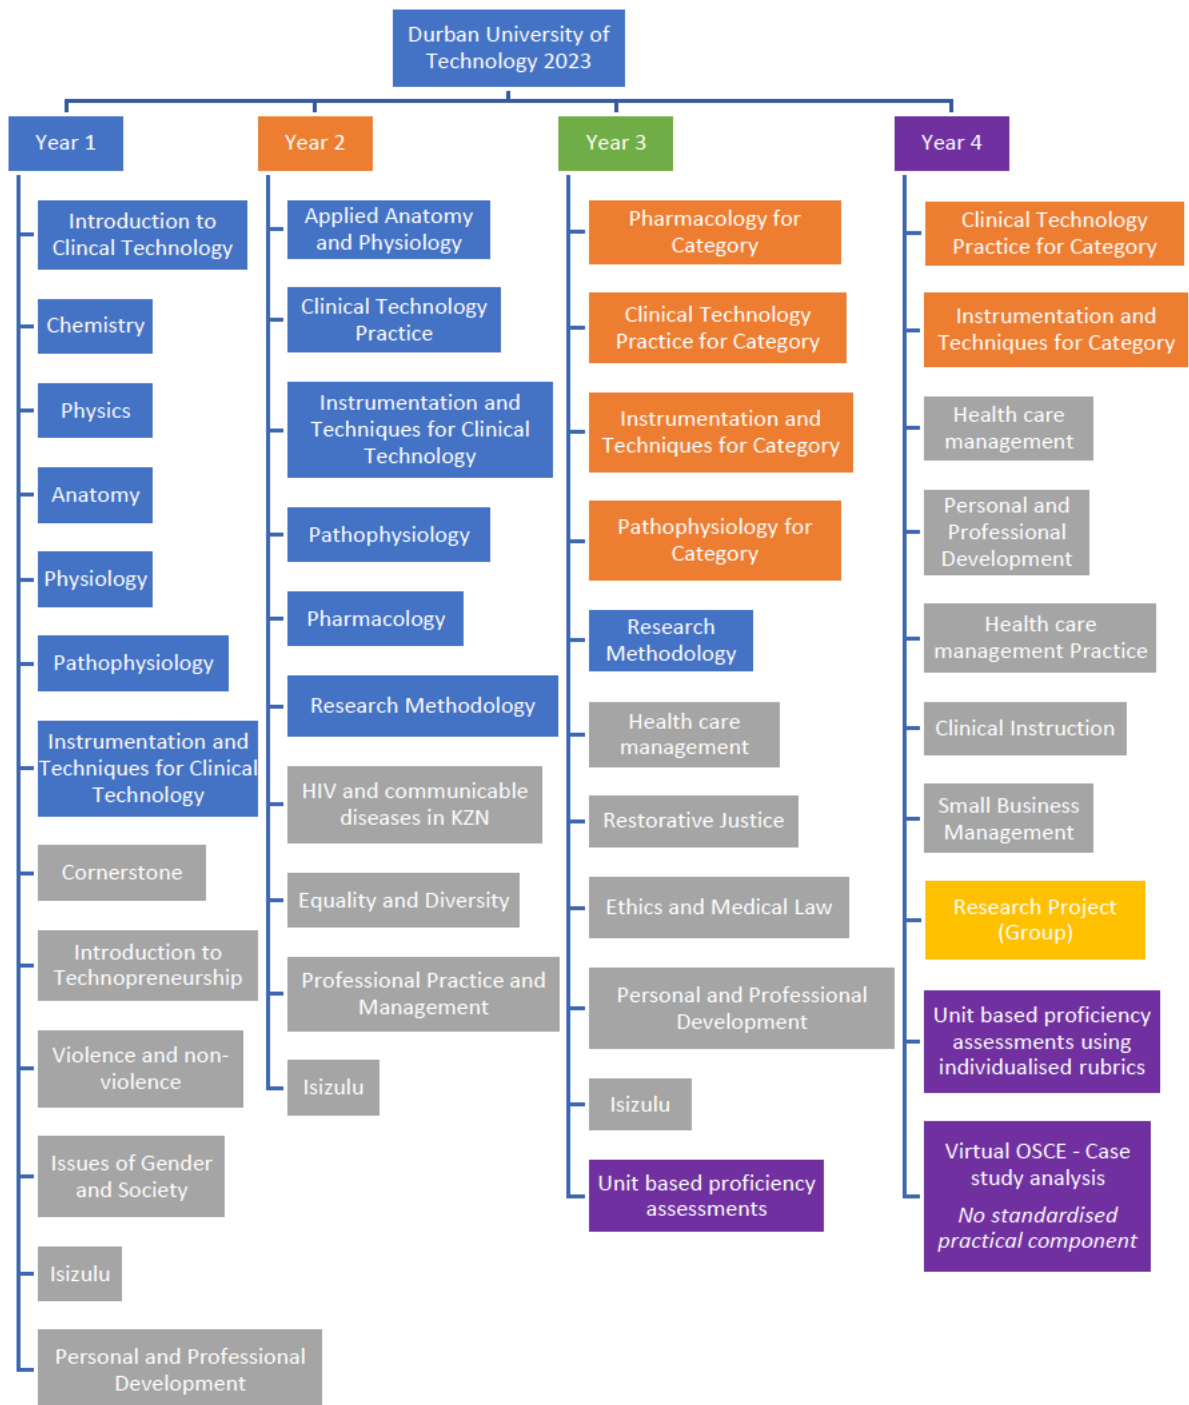 Durban University of
Technology 2023
Year 1
Introduction to
Clincal Technology
Chemistry
Physics
Anatomy
Physiology
Pathophysiology
Instrumentation and
Techniques for Clinical
Technology
Cornerstone
Introduction to
Technopreneurship
Violence and non-
violence
Issues of Gender
and Society
Isizulu
Personal and Professional
Development
Year 2
Applied Anatomy
and Physiology
Clinical Technology
Practice
Instrumentation and
Techniques for Clinical
Technology
Pathophysiology
Pharmacology
Research Methodology
HIV and communicable
diseases in KZN
Equality and Diversity
Professional Practice and
Management
Isizulu
Year 3
Pharmacology for
Category
Clinical Technology
Practice for Category
Instrumentation and
Techniques for Category
Pathophysiology for
Category
Research
Methodology
Health care
management
Restorative Justice
Ethics and Medical Law
Personal and Professional
Development
Isizulu
Unit based proficiency
assessments
Year 4
Clinical Technology
Practice for Category
Instrumentation and
Techniques for Category
Health care
management
Personal and
Professional
Development
Health care
management Practice
Clinical Instruction
Small Business
Management
Research Project
(Group)
Unit based proficiency
assessments using
individualised rubrics
Virtual OSCE - Case
study analysis
No standardised
practical component